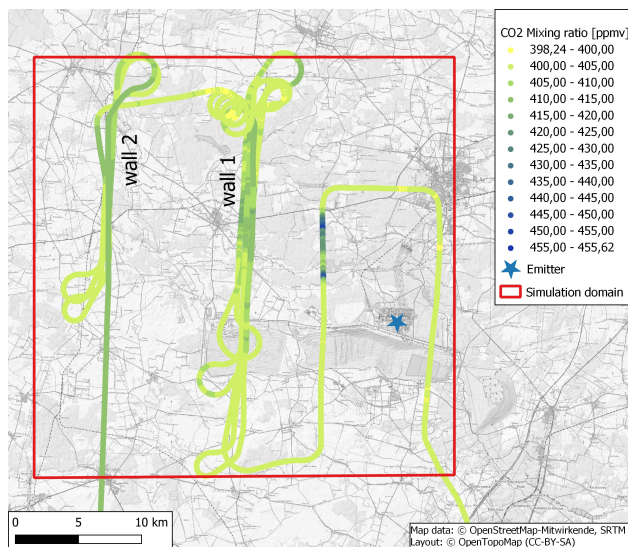 CO2 Mixing ratio [ppmv]
398,24 - 400,00
400,00 - 405,00
405,00 - 410,00
410,00 - 415,00
415,00 - 420,00
420,00 - 425,00
425,00 - 430,00
430,00 - 435,00
435,00 - 440,00
440,00 - 445,00
445,00 - 450,00
450,00 - 455,00
455,00 - 455,62
Emitter
Simulation domain
wall 2
wall 1
0 5 10 km
Map data: © OpenStreetMap-Mitwirkende, SRTM
Layout: © OpenTopoMap (CC-BY-SA)